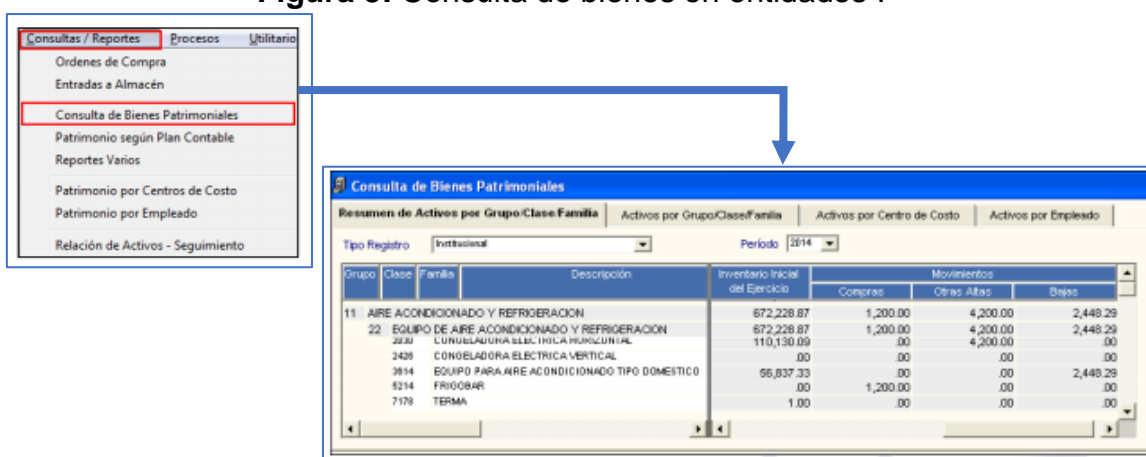 Consulta de bienes en entidades .
Consultas / Reportes Procesos Utilitario
Ordenes de Compra
Entradas a Almacén
Consulta de Bienes Patrimoniales
Patrimonio según Plan Contable
Reportes Varios
Patrimonio por Centros de Costo
Patrimonio por Empleado
Relación de Activos - Seguimiento
Consulta de Bienes Patrimoniales
Resumen de Activos por Grupo/Clase/Familia Activos por Grupo/Clase/Familia Activos por Centro de Costo Activos por Empleado
Tipo Registro Institucional Período 2014
Grupo Clase Familia Descripción Inventario Inicial del Ejercicio Movimientos
Compras Otras Altas Bajas
11 AIRE ACONDICIONADO Y REFRIGERACION 672,228.87 1,200.00 4,200.00 2,448.29
22 EQUIPO DE AIRE ACONDICIONADO Y REFRIGERACION 672,228.87 1,200.00 4,200.00 2,448.29
CONGELADORA ELECTRICA HORIZONTAL 110,130.09 .00 4,200.00 .00
2426 CONGELADORA ELECTRICA VERTICAL .00 .00 .00 .00
3614 EQUIPO PARA AIRE ACONDICIONADO TIPO DOMESTICO 56,837.33 .00 .00 2,448.29
5214 FRIGOBAR .00 1,200.00 .00 .00
7178 TERMA 1.00 .00 .00 .00